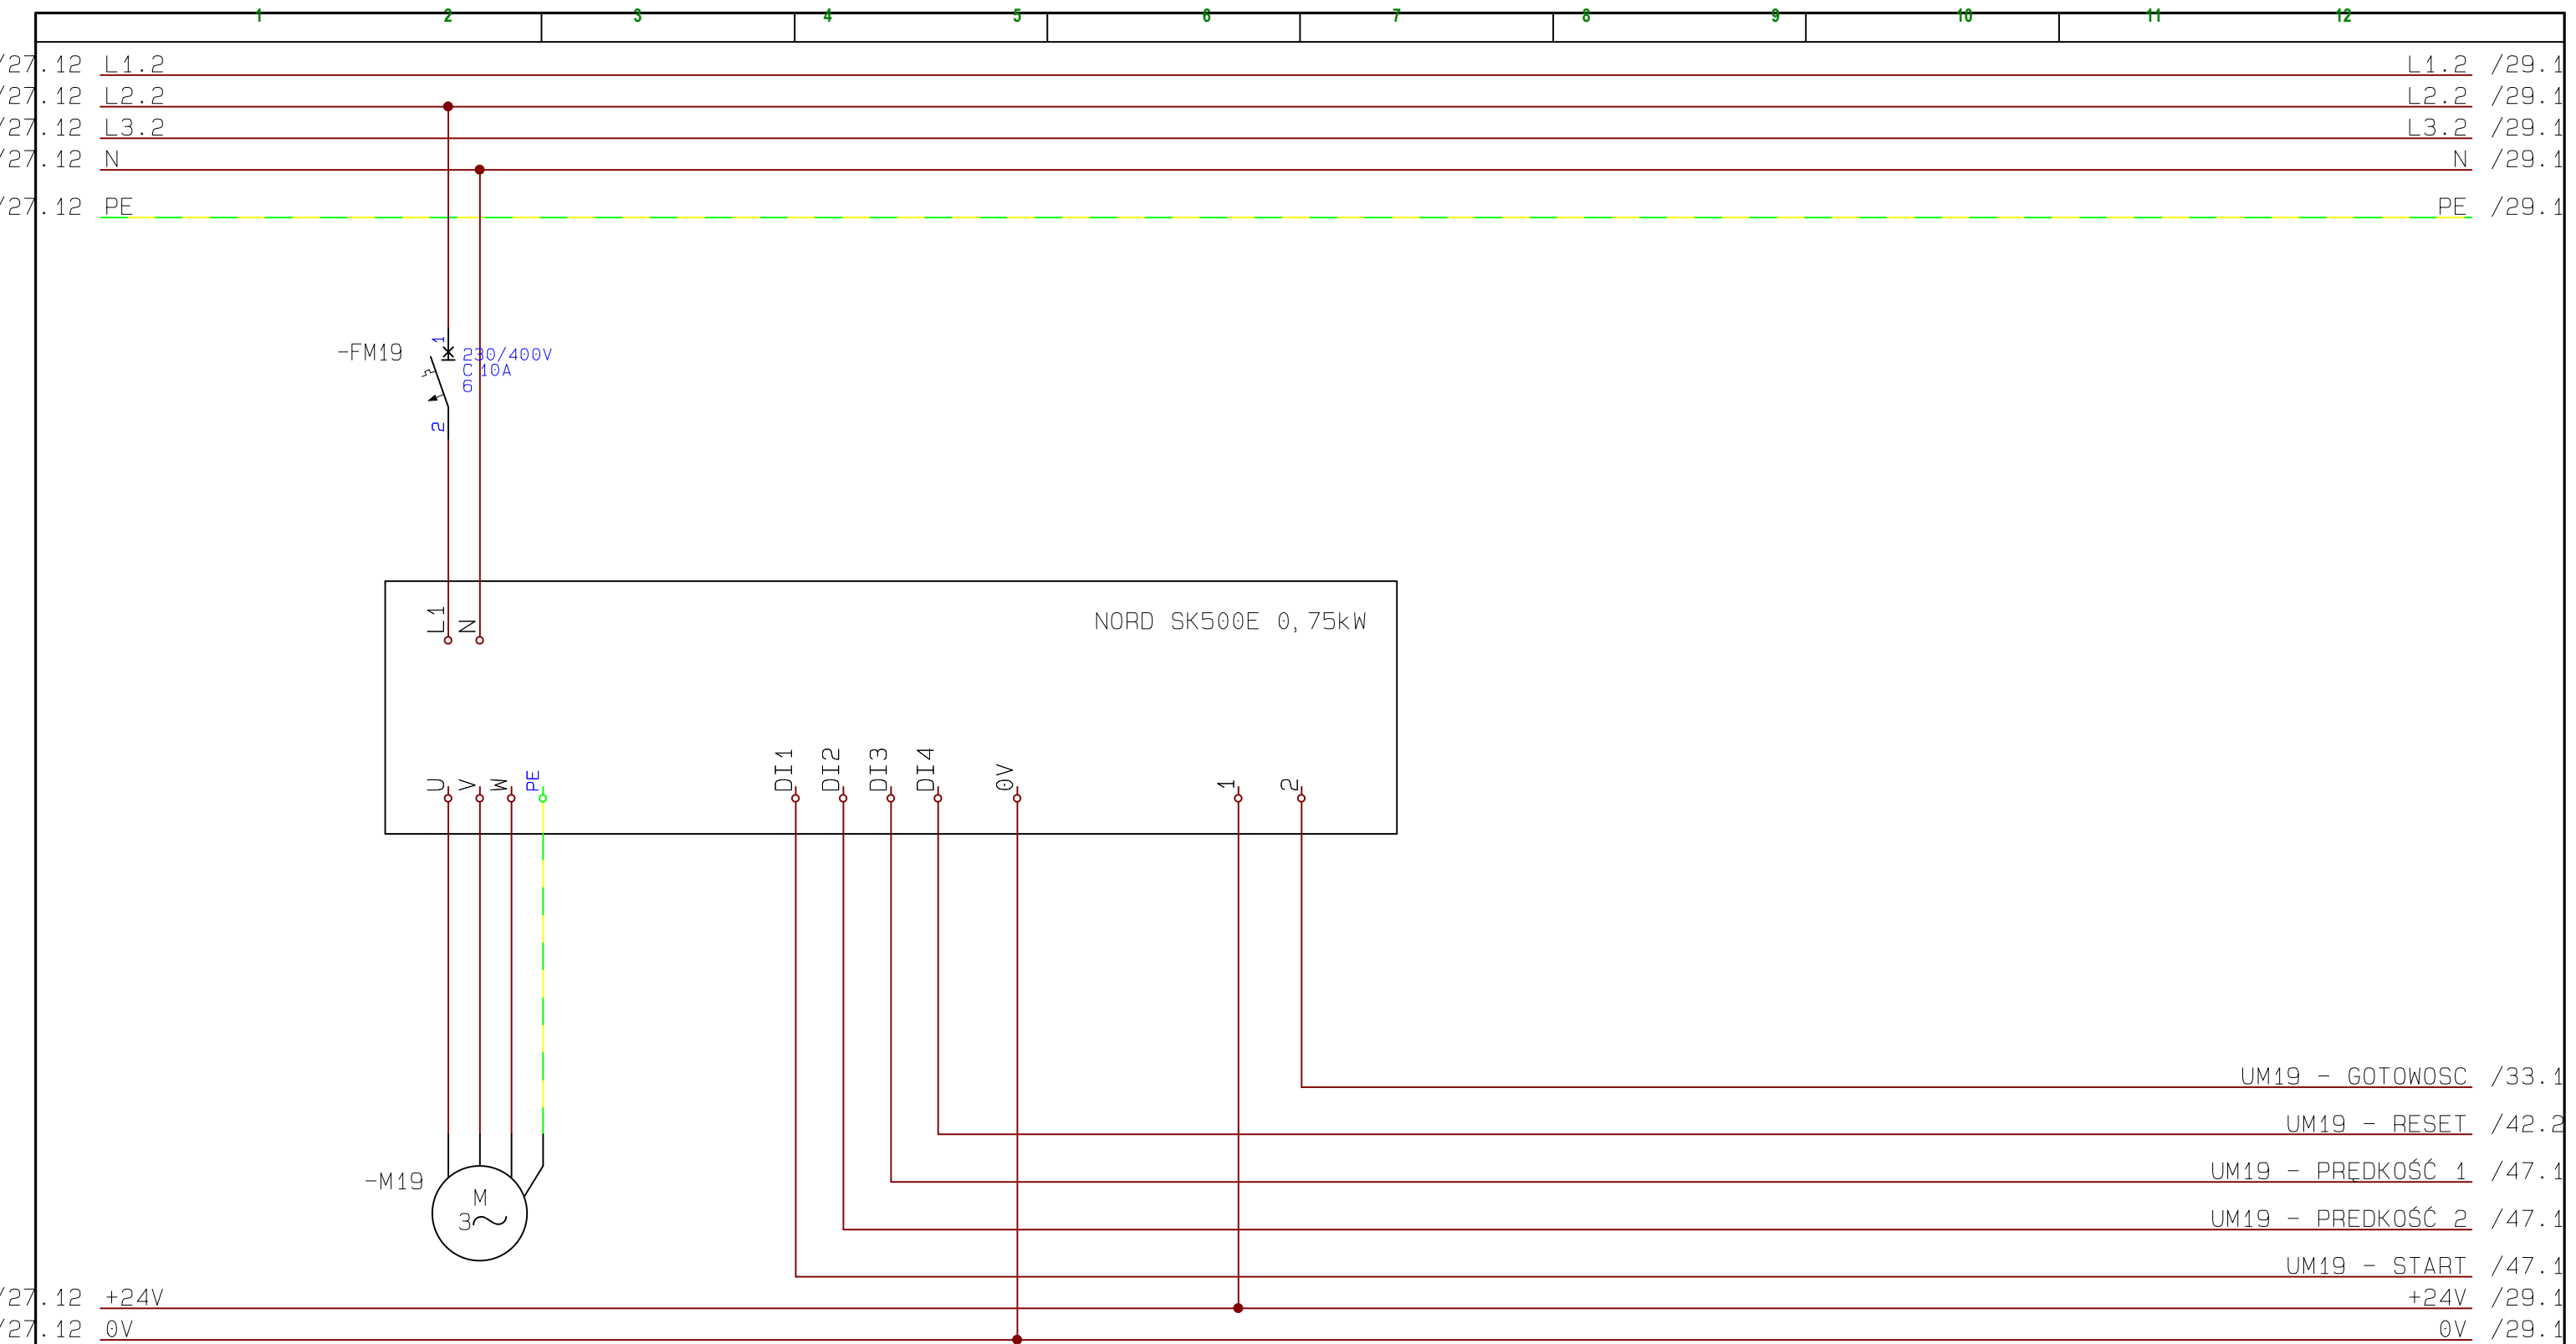 1 2 3 4 5 6 7 8 9 10 11 12
/27.12 L1.2 L1.2 /29.1
/27.12 L2.2 L2.2 /29.1
/27.12 L3.2 L3.2 /29.1
/27.12 N N /29.1
/27.12 PE PE /29.1
-FM19 1 230/400V
C 10A
6
2
L1 N NORD SK500E 0,75kW
U V W PE DI1 DI2 DI3 DI4 0V 1 2
UM19 - GOTOWOSC /33.1
UM19 - RESET /42.2
-M19 UM19 - PRĘDKOŚĆ 1 /47.1
M
3~ UM19 - PREDKOŚĆ 2 /47.1
UM19 - START /47.1
/27.12 +24V +24V /29.1
/27.12 0V 0V /29.1